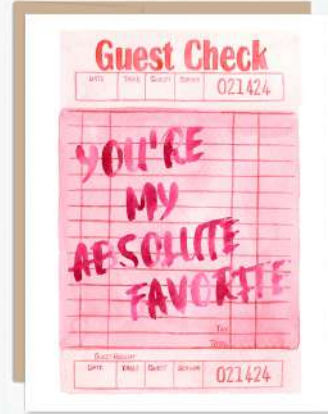 Guest Check
DATE TABLE GUEST SERVER 021424
YOU'RE
MY
ABSOLUTE
FAVORITE
TAX
TOTAL
GUEST RECEIPT
DATE TABLE GUEST SERVER 021424